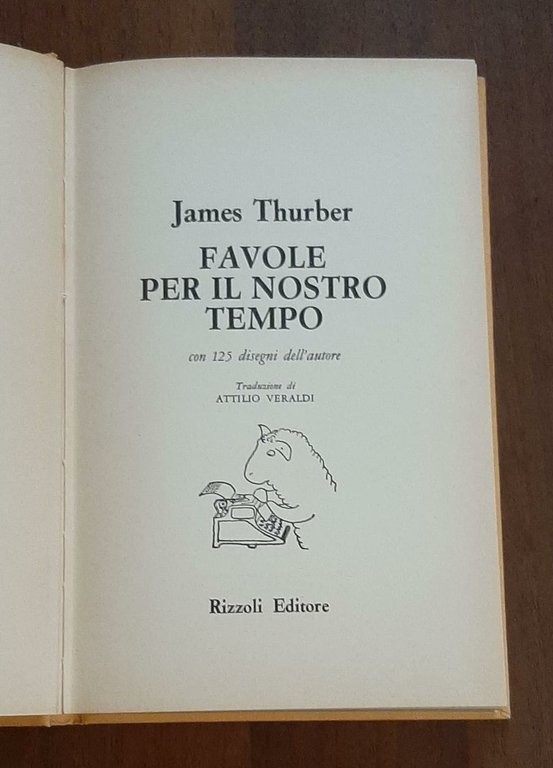 James Thurber
FAVOLE
PER IL NOSTRO
TEMPO
con 125 disegni dell'autore
Traduzione di
ATTILIO VERALDI
Rizzoli Editore